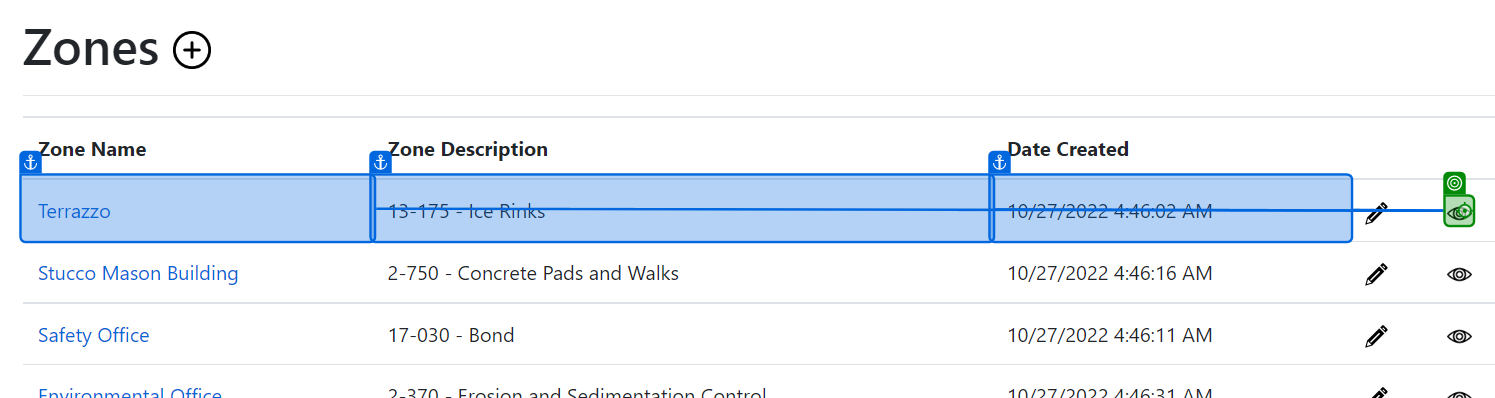 Zones
Zone Name Zone Description Date Created
Terrazzo 13-175 - Ice Rinks 10/27/2022 4:46:02 AM
Stucco Mason Building 2-750 - Concrete Pads and Walks 10/27/2022 4:46:16 AM
Safety Office 17-030 - Bond 10/27/2022 4:46:11 AM
Environmental Office 2-370 - Erosion and Sedimentation Control 10/27/2022 4:46:31 AM